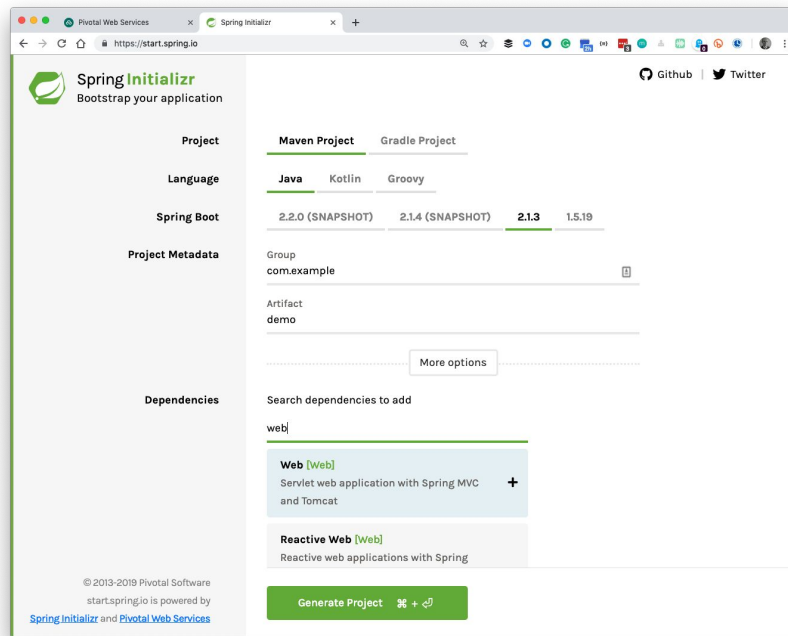 Pivotal Web Services
Spring Initializr
https://start.spring.io
Spring Initializr
Bootstrap your application
Github | Twitter
Project
Maven Project Gradle Project
Language
Java Kotlin Groovy
Spring Boot
2.2.0 (SNAPSHOT) 2.1.4 (SNAPSHOT) 2.1.3 1.5.19
Project Metadata
Group
com.example
Artifact
demo
More options
Dependencies
Search dependencies to add
web
Web [Web]
Servlet web application with Spring MVC
and Tomcat
Reactive Web [Web]
Reactive web applications with Spring
© 2013-2019 Pivotal Software
start.spring.io is powered by
Spring Initializr and Pivotal Web Services
Generate Project ⌘ + ⏎